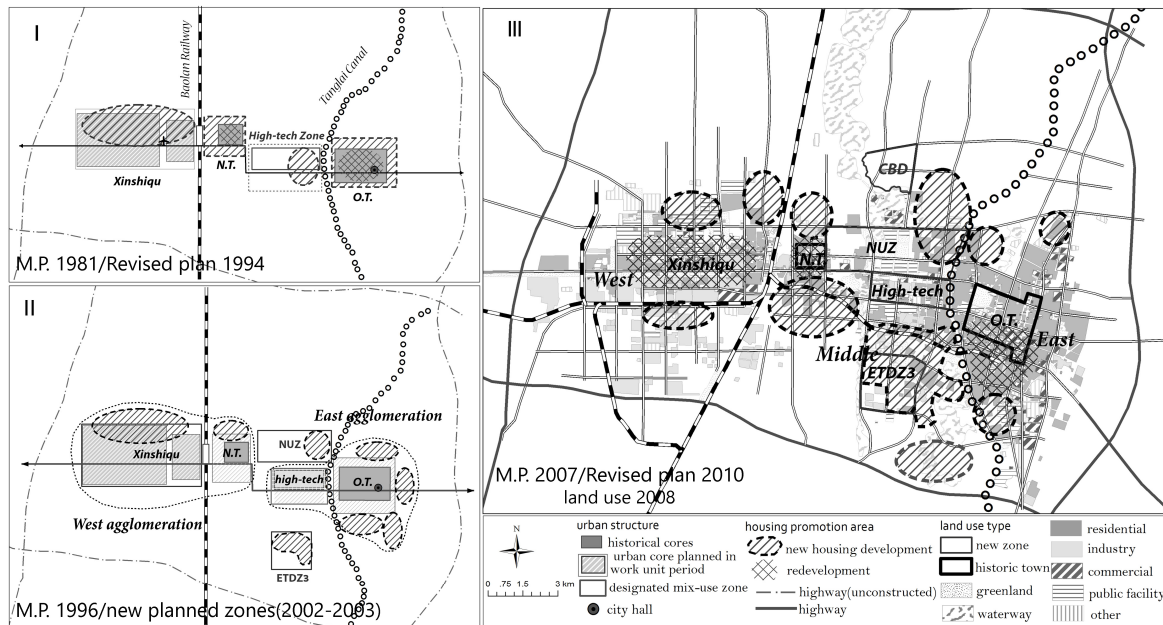 I
Baolan Railway
Tanglai Canal
High-tech Zone
N.T.
Xinshiqu
O.T.
M.P. 1981/Revised plan 1994
II
East agglomeration
NUZ
Xinshiqu
N.T.
high-tech
O.T.
West agglomeration
ETDZ3
M.P. 1996/new planned zones(2002-2003)
III
CBD
NUZ
Xinshiqu
N.T.
West
High-tech
O.T.
East
Middle
ETDZ3
M.P. 2007/Revised plan 2010
land use 2008
N
0 .75 1.5 3 km
urban structure
historical cores
urban core planned in
work unit period
designated mix-use zone
city hall
housing promotion area
new housing development
redevelopment
highway(unconstructed)
highway
land use type
new zone
historic town
greenland
waterway
residential
industry
commercial
public facility
other